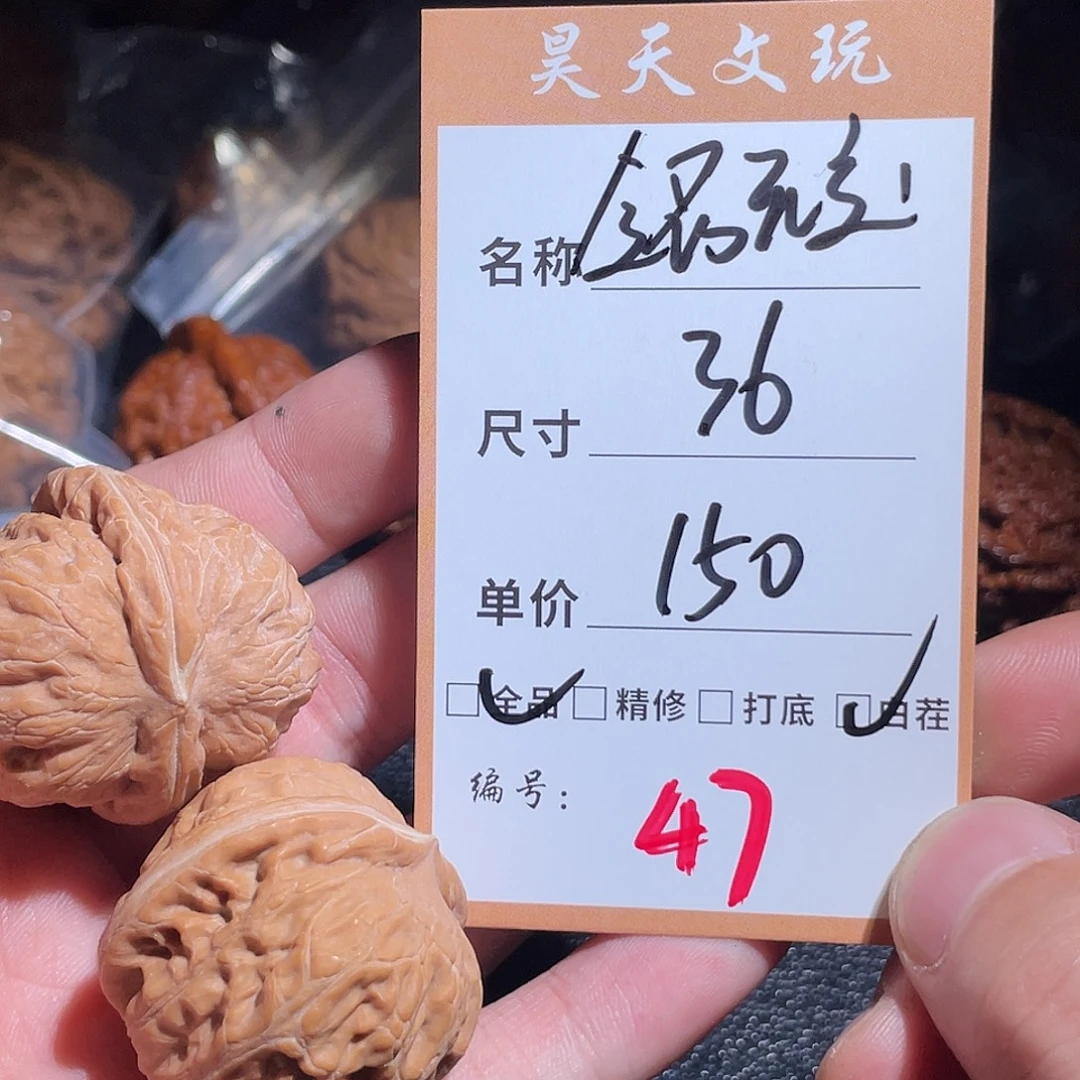 昊天文玩
名称
尺寸 36
单价 150
□全品 □精修 □打底 □白茬
编号: 47